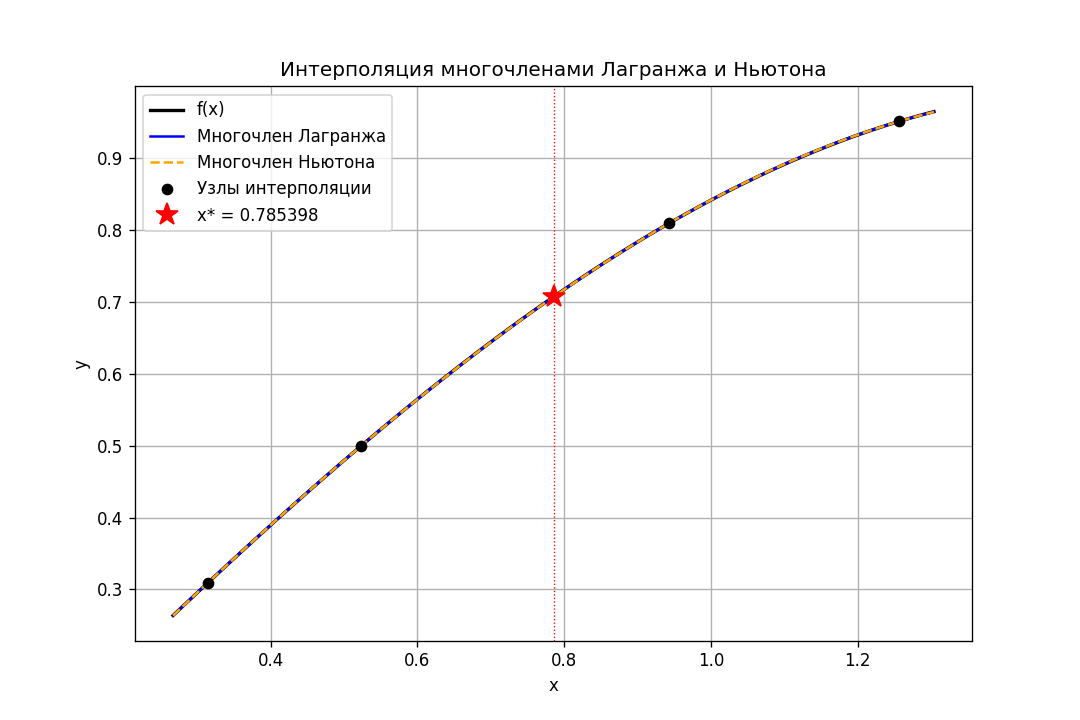 Интерполяция многочленами Лагранжа и Ньютона
f(x)
Многочлен Лагранжа
Многочлен Ньютона
Узлы интерполяции
x* = 0.785398
y
0.9
0.8
0.7
0.6
0.5
0.4
0.3
0.4
0.6
0.8
1.0
1.2
x